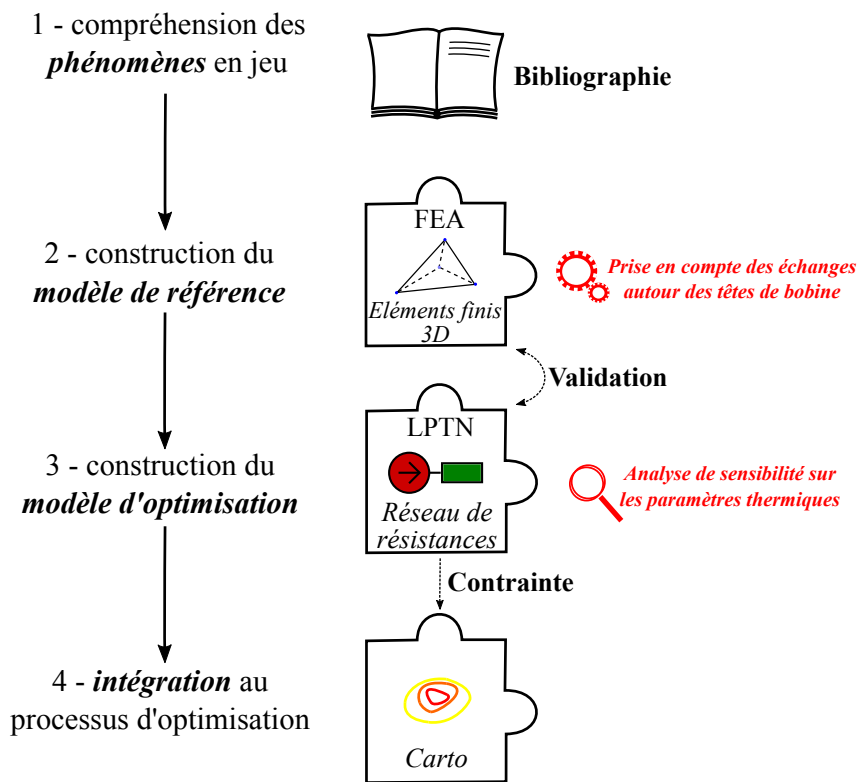 1 - compréhension des
phénomènes en jeu
Bibliographie
2 - construction du
modèle de référence
FEA
Eléments finis
3D
Prise en compte des échanges
autour des têtes de bobine
Validation
3 - construction du
modèle d'optimisation
LPTN
Réseau de
résistances
Analyse de sensibilité sur
les paramètres thermiques
Contrainte
4 - intégration au
processus d'optimisation
Carto